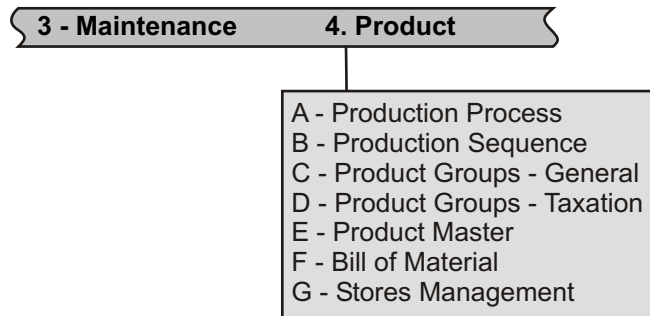 3 - Maintenance 4. Product
A - Production Process
B - Production Sequence
C - Product Groups - General
D - Product Groups - Taxation
E - Product Master
F - Bill of Material
G - Stores Management